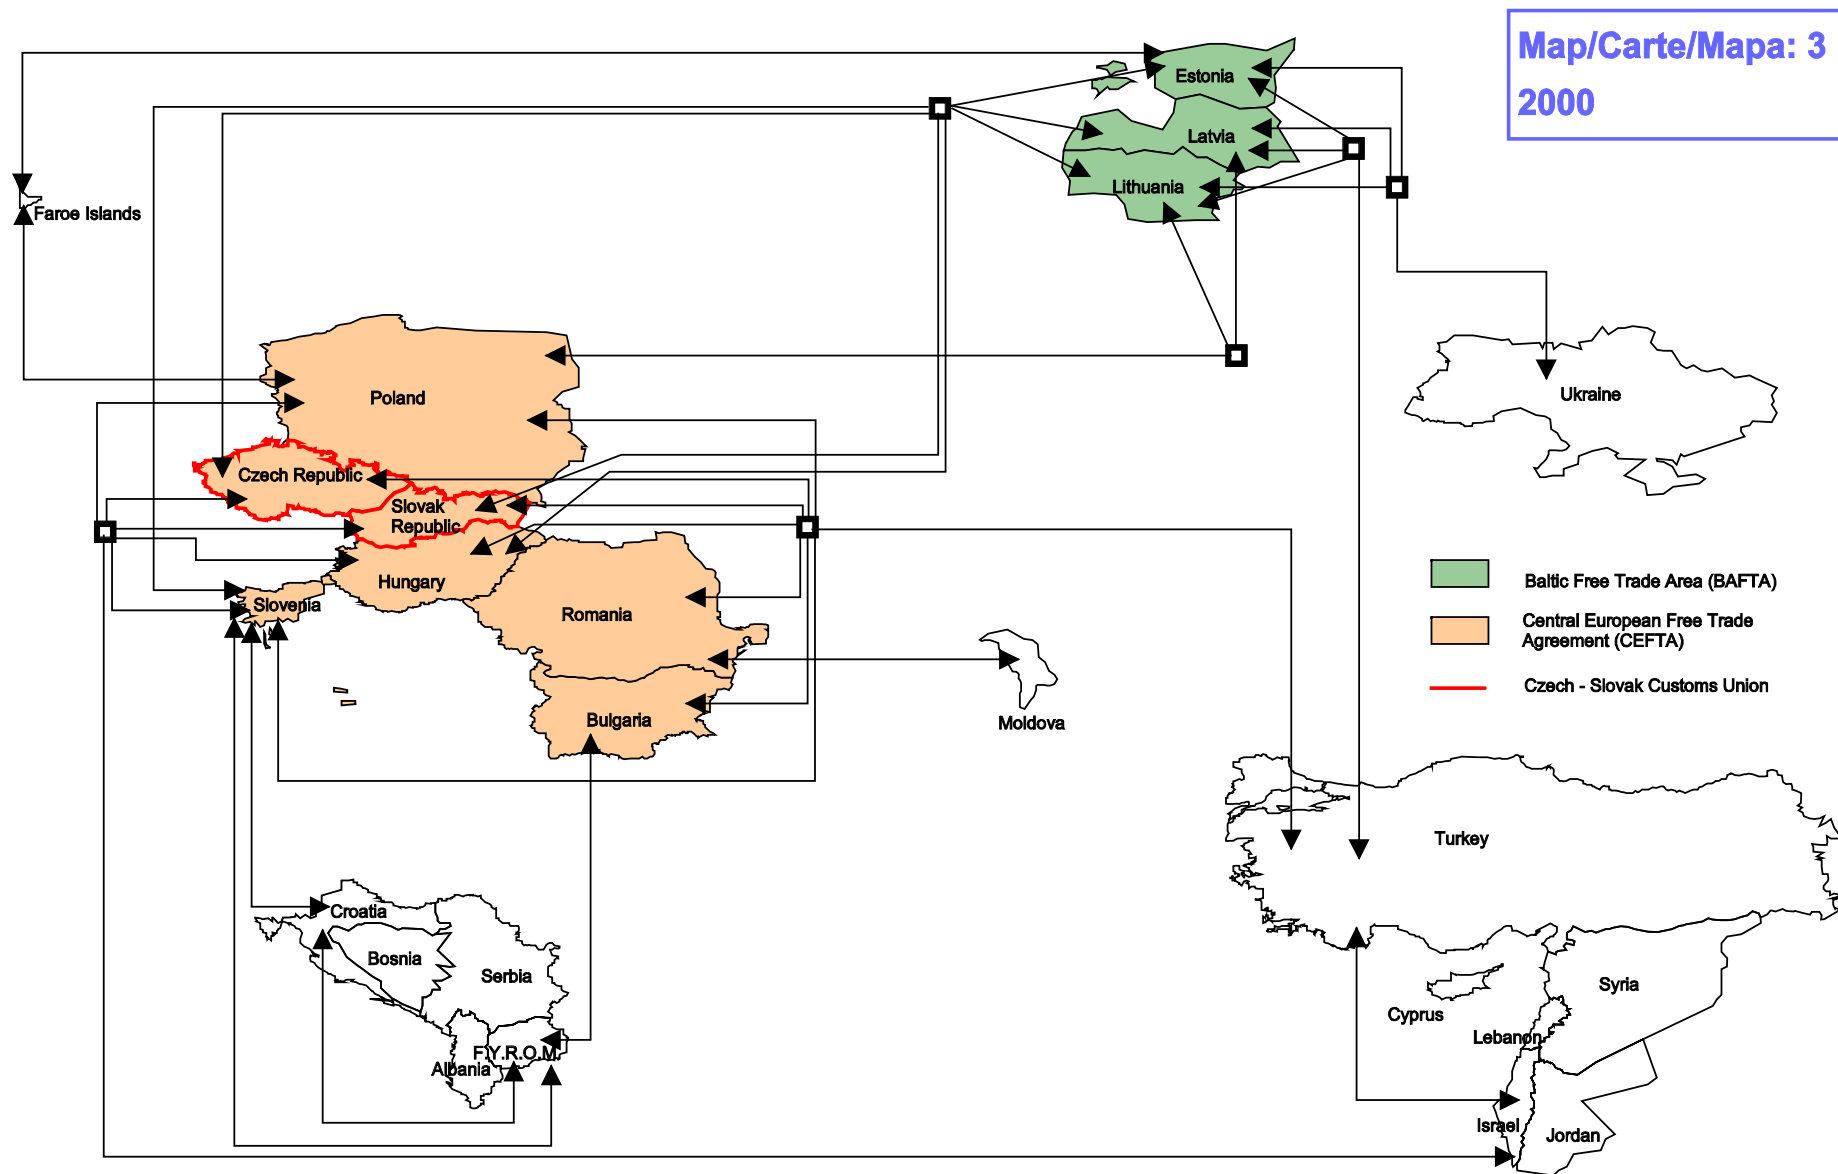 Map/Carte/Mapa: 3
2000
Estonia
Latvia
Lithuania
Faroe Islands
Poland
Ukraine
Czech Republic
Slovak
Republic
Hungary
Slovenia
Romania
Bulgaria
Moldova
Baltic Free Trade Area (BAFTA)
Central European Free Trade
Agreement (CEFTA)
Czech - Slovak Customs Union
Turkey
Croatia
Bosnia
Serbia
Syria
Cyprus
Lebanon
F.Y.R.O.M.
Albania
Israel
Jordan